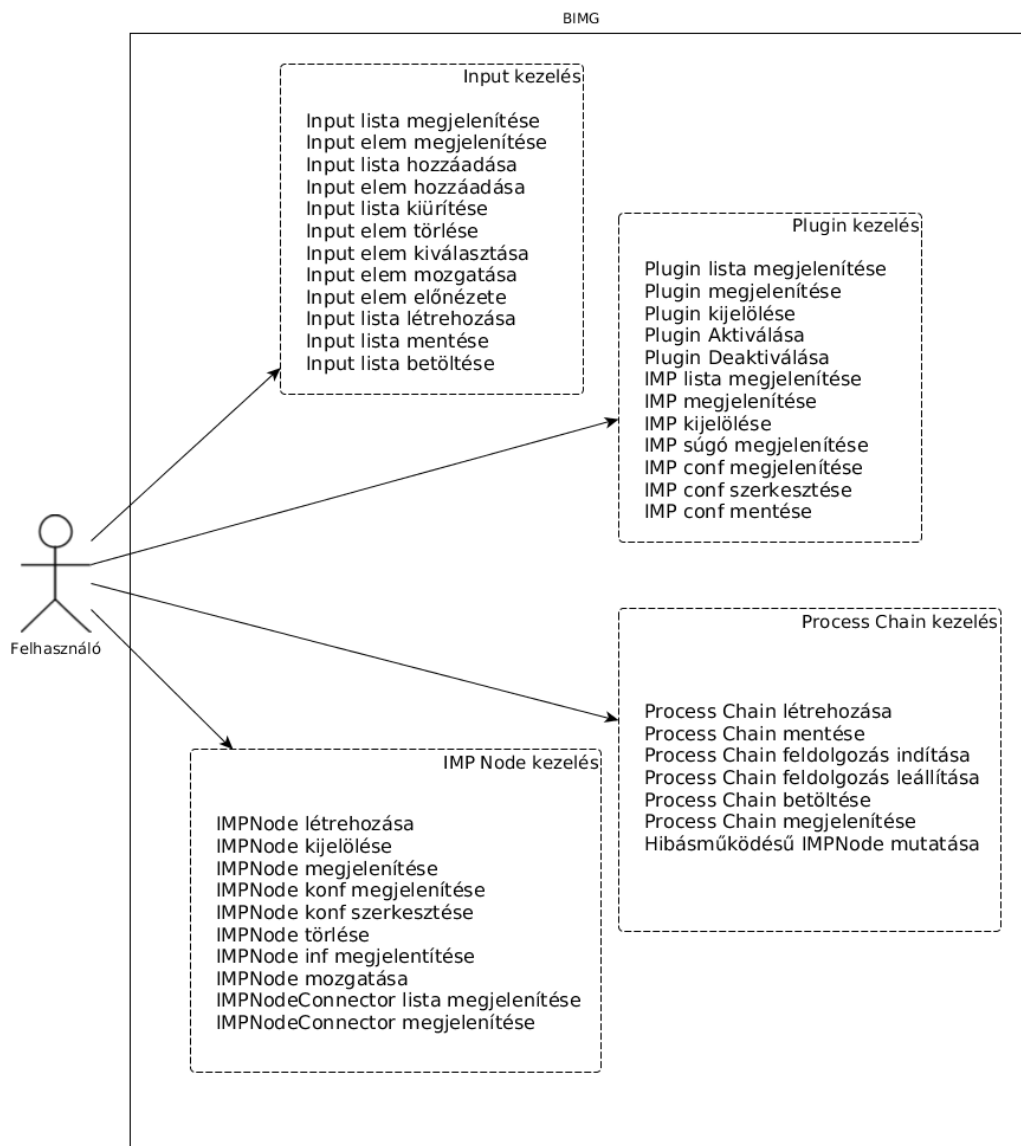 BIMG
Input kezelés
Input lista megjelenítése
Input elem megjelenítése
Input lista hozzáadása
Input elem hozzáadása
Input lista kiürítése
Input elem törlése
Input elem kiválasztása
Input elem mozgatása
Input elem előnézete
Input lista létrehozása
Input lista mentése
Input lista betöltése
Plugin kezelés
Plugin lista megjelenítése
Plugin megjelenítése
Plugin kijelölése
Plugin Aktiválása
Plugin Deaktiválása
IMP lista megjelenítése
IMP megjelenítése
IMP kijelölése
IMP súgó megjelenítése
IMP conf megjelenítése
IMP conf szerkesztése
IMP conf mentése
Felhasználó
Process Chain kezelés
Process Chain létrehozása
Process Chain mentése
Process Chain feldolgozás indítása
Process Chain feldolgozás leállítása
Process Chain betöltése
Process Chain megjelenítése
Hibásműködésű IMPNode mutatása
IMP Node kezelés
IMPNode létrehozása
IMPNode kijelölése
IMPNode megjelenítése
IMPNode konf megjelenítése
IMPNode konf szerkesztése
IMPNode törlése
IMPNode inf megjelentítése
IMPNode mozgatása
IMPNodeConnector lista megjelenítése
IMPNodeConnector megjelenítése